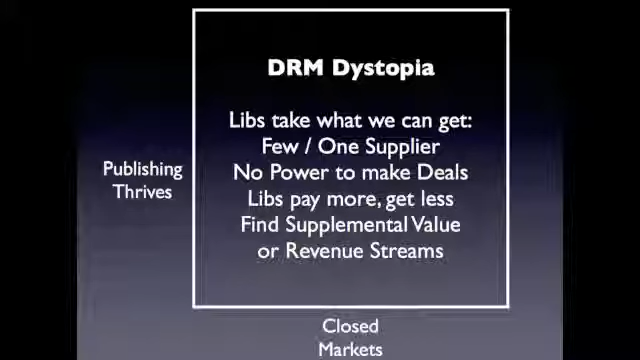 DRM Dystopia
Libs take what we can get:
Few / One Supplier
No Power to make Deals
Libs pay more, get less
Find Supplemental Value
or Revenue Streams
Publishing
Thrives
Closed
Markets